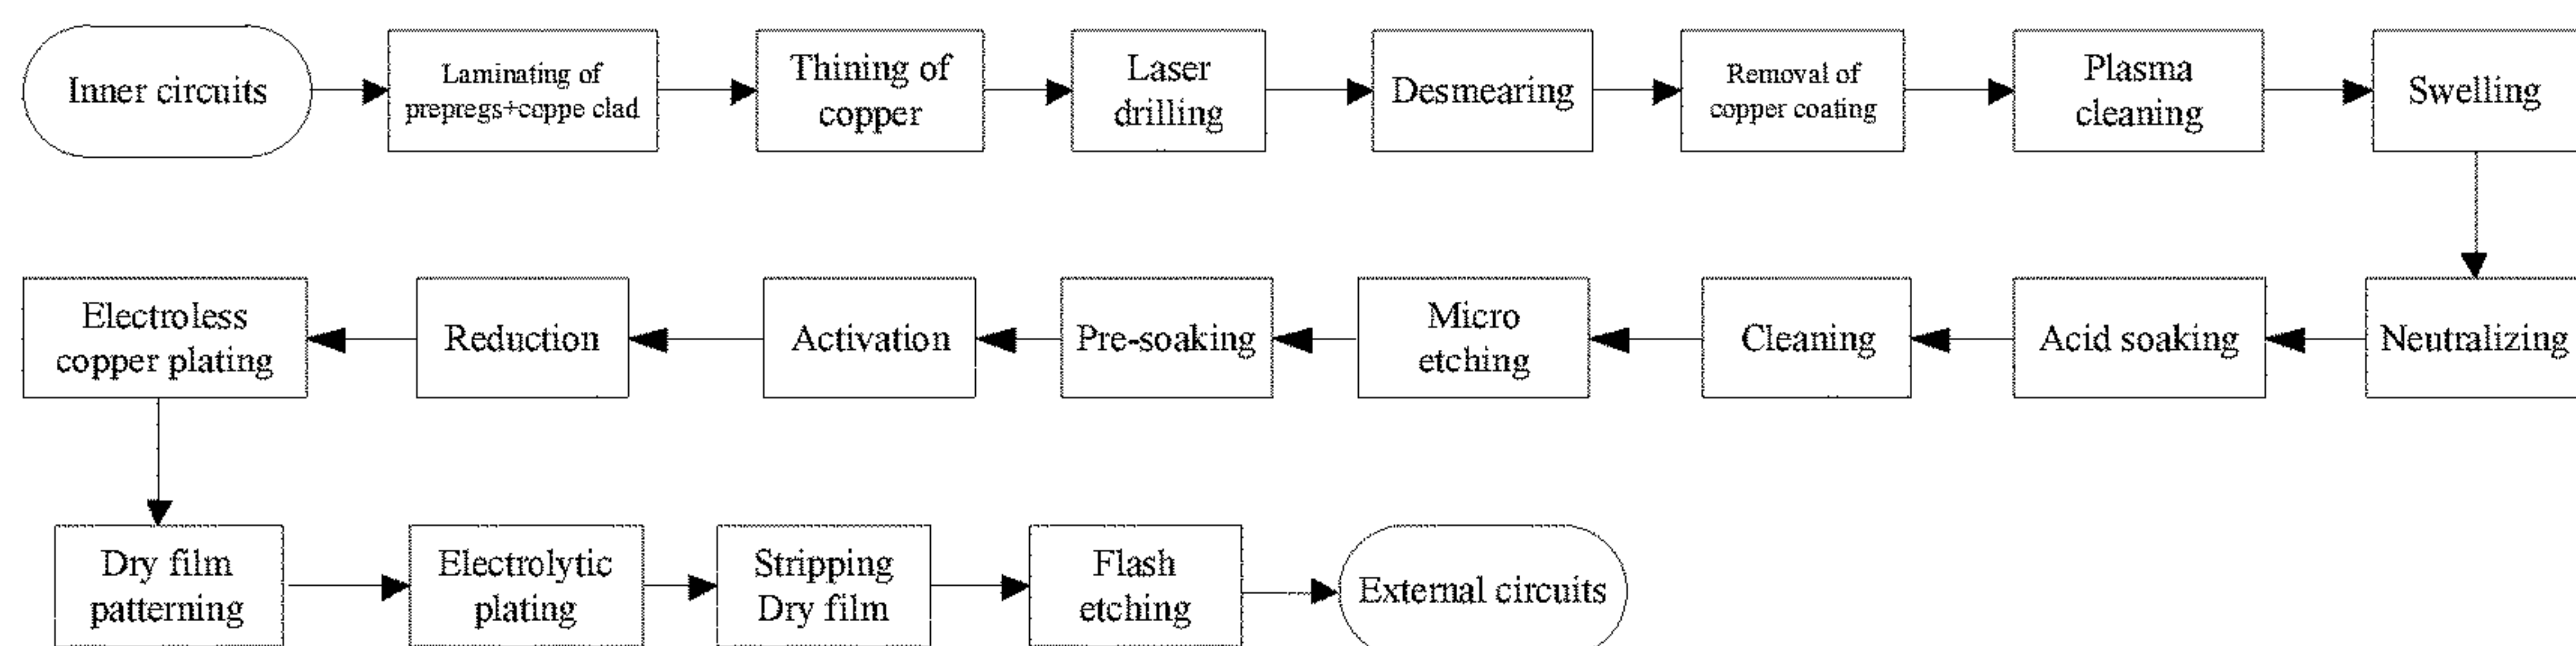 Inner circuits
Laminating of
prepregs+coppe clad
Thining of
copper
Laser
drilling
Desmearing
Removal of
copper coating
Plasma
cleaning
Swelling
Neutralizing
Acid soaking
Cleaning
Micro
etching
Pre-soaking
Activation
Reduction
Electroless
copper plating
Dry film
patterning
Electrolytic
plating
Stripping
Dry film
Flash
etching
External circuits